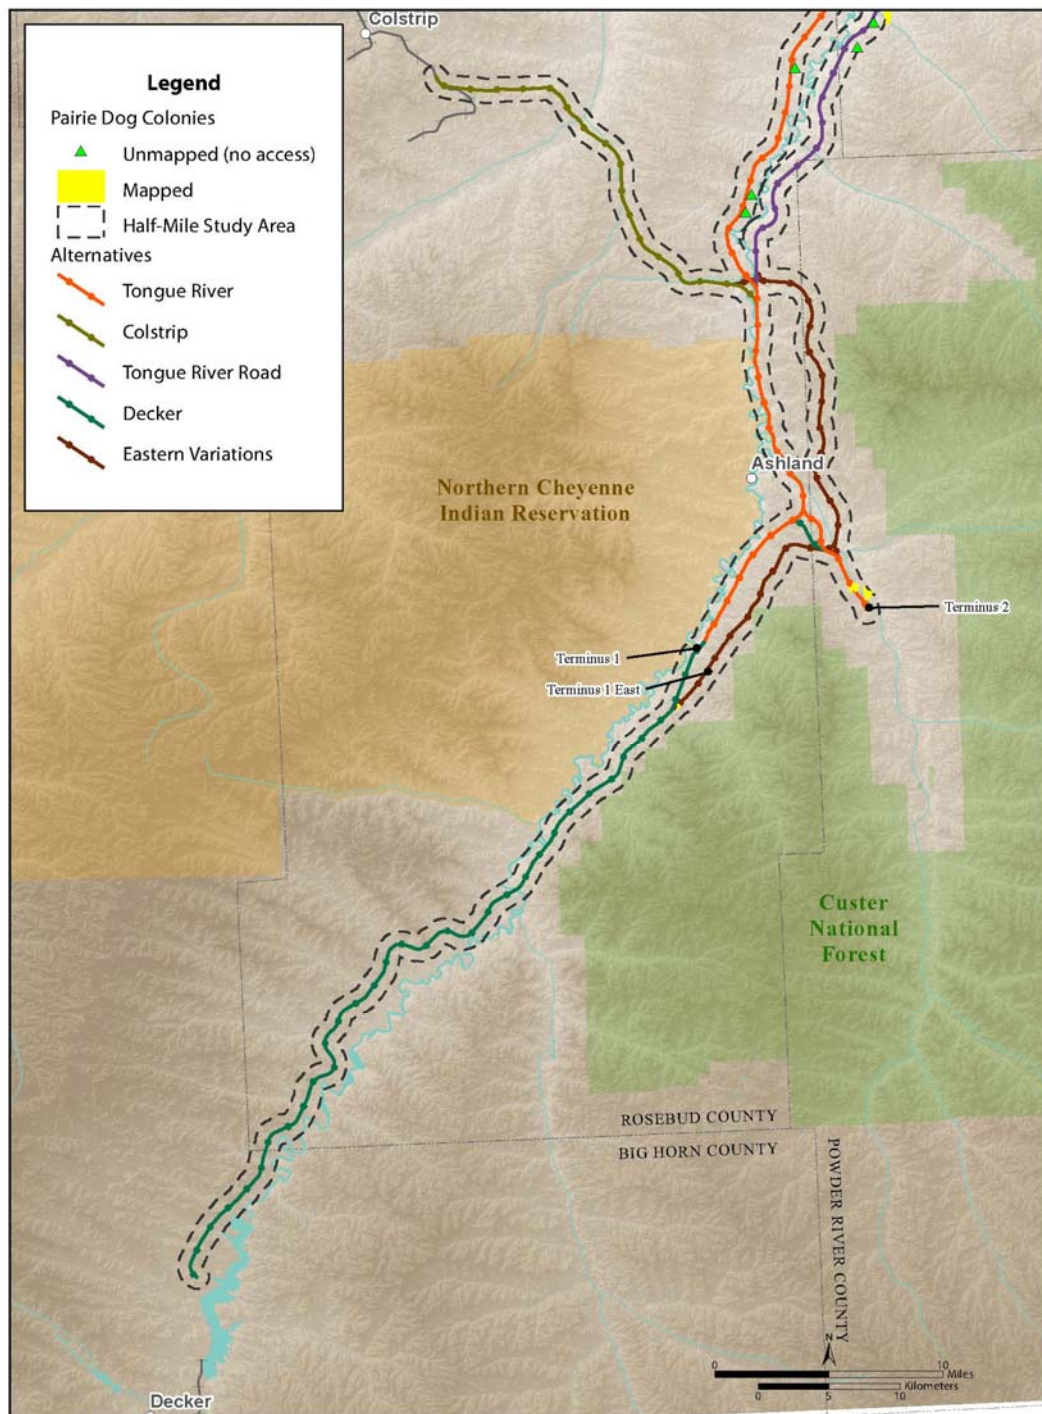 Colstrip
Legend
Pairie Dog Colonies
Unmapped (no access)
Mapped
Half-Mile Study Area
Alternatives
Tongue River
Colstrip
Tongue River Road
Decker
Eastern Variations
Ashland
Northern Cheyenne
Indian Reservation
Terminus 2
Terminus 1
Terminus 1 East
Custer
National
Forest
ROSEBUD COUNTY
BIG HORN COUNTY
POWDER RIVER COUNTY
N
0 10
Miles
Kilometers
0 5 10
Decker